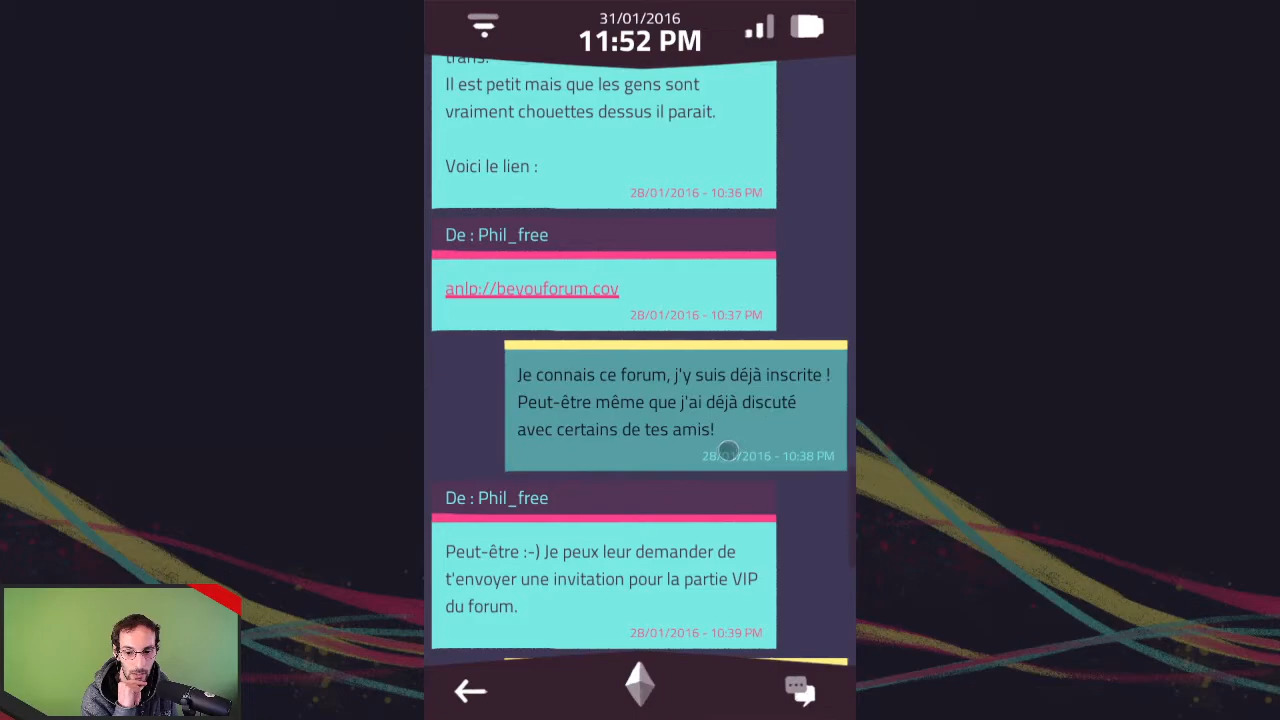 31/01/2016
11:52 PM
trans.
Il est petit mais que les gens sont
vraiment chouettes dessus il parait.
Voici le lien :
28/01/2016 - 10:36 PM
De : Phil_free
anlp://beyouforum.cov
28/01/2016 - 10:37 PM
Je connais ce forum, j'y suis déjà inscrite !
Peut-être même que j'ai déjà discuté
avec certains de tes amis!
28/01/2016 - 10:38 PM
De : Phil_free
Peut-être :-) Je peux leur demander de
t'envoyer une invitation pour la partie VIP
du forum.
28/01/2016 - 10:39 PM